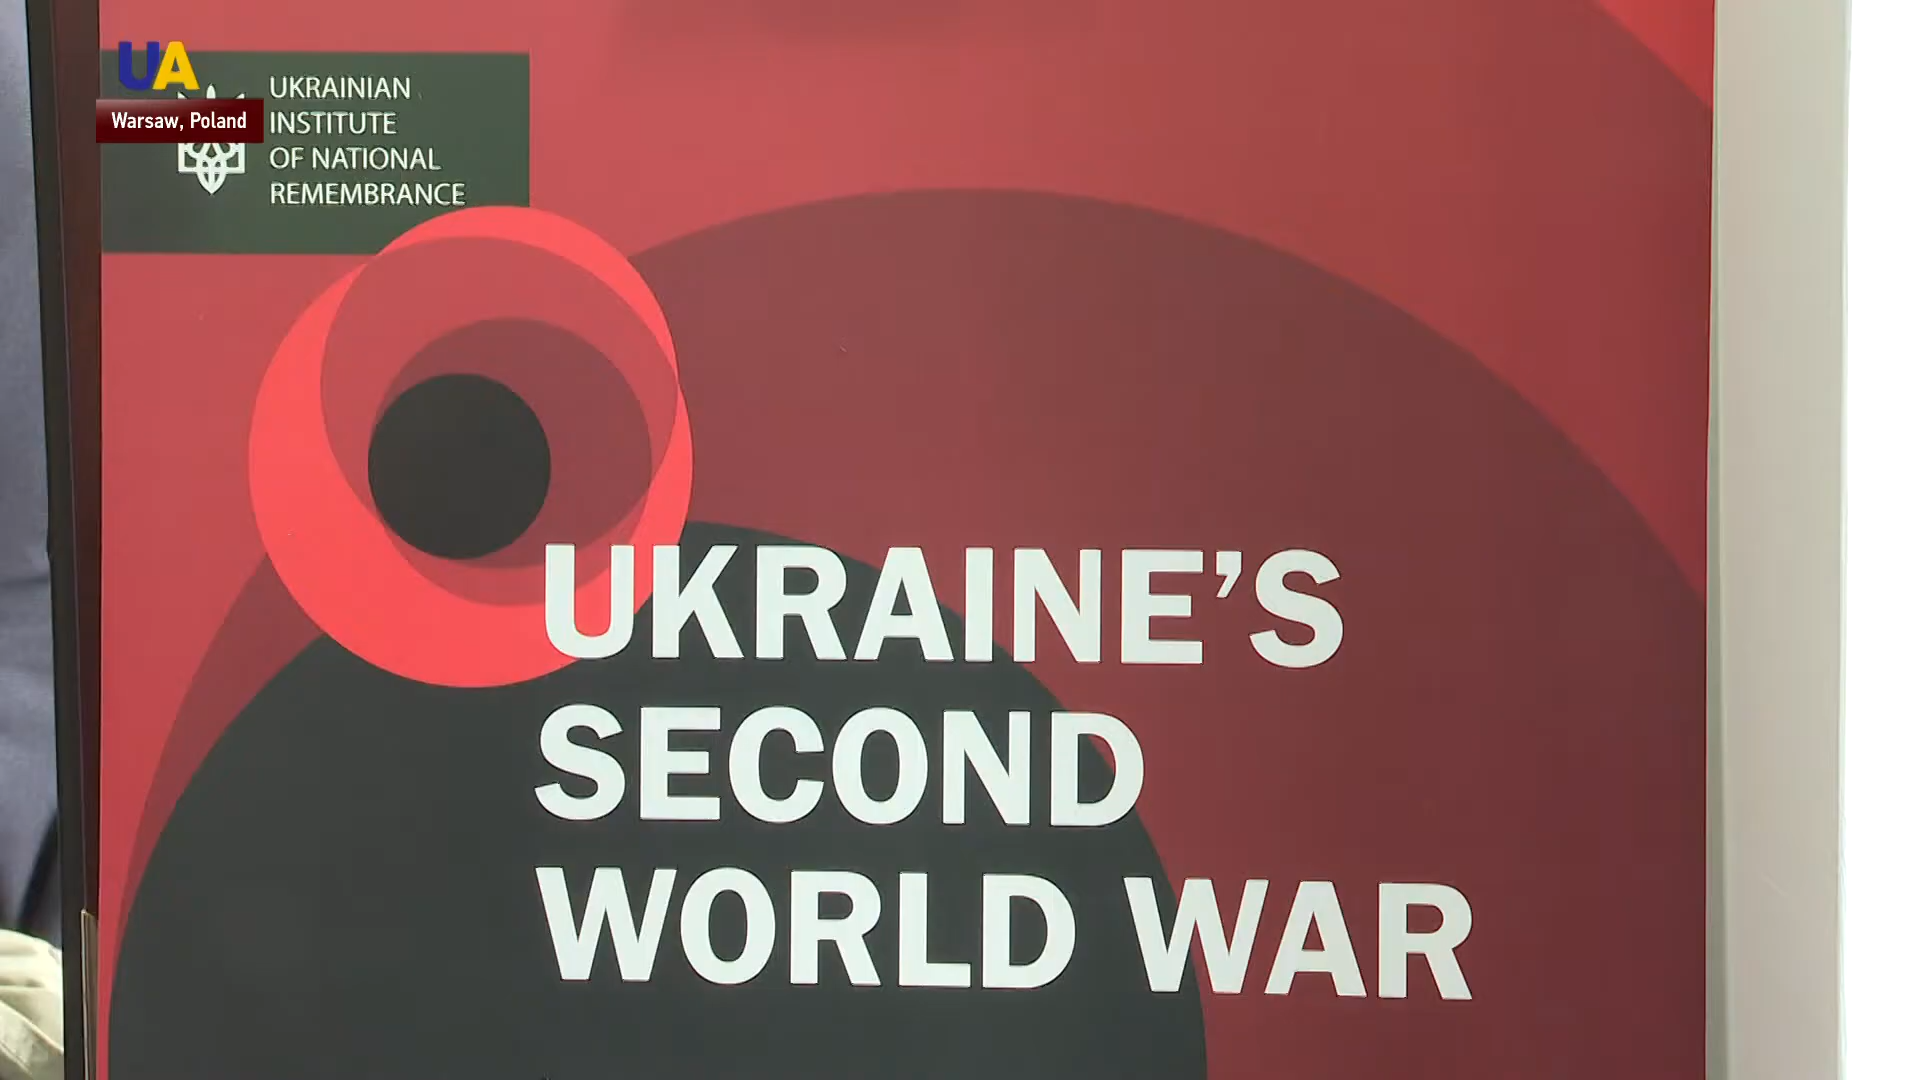 UA
Warsaw, Poland
UKRAINIAN
INSTITUTE
OF NATIONAL
REMEMBRANCE
UKRAINE’S
SECOND
WORLD WAR